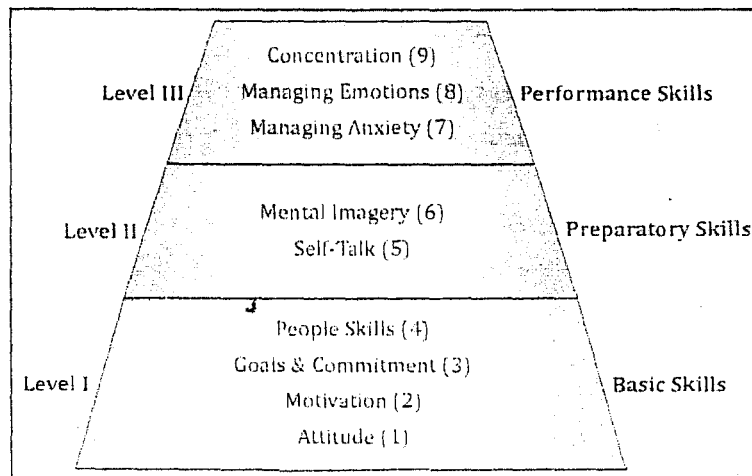 Concentration (9)
Level III Managing Emotions (8) Performance Skills
Managing Anxiety (7)
Mental Imagery (6)
Level II Preparatory Skills
Self-Talk (5)
People Skills (4)
Goals & Commitment (3)
Level I Basic Skills
Motivation (2)
Attitude (1)